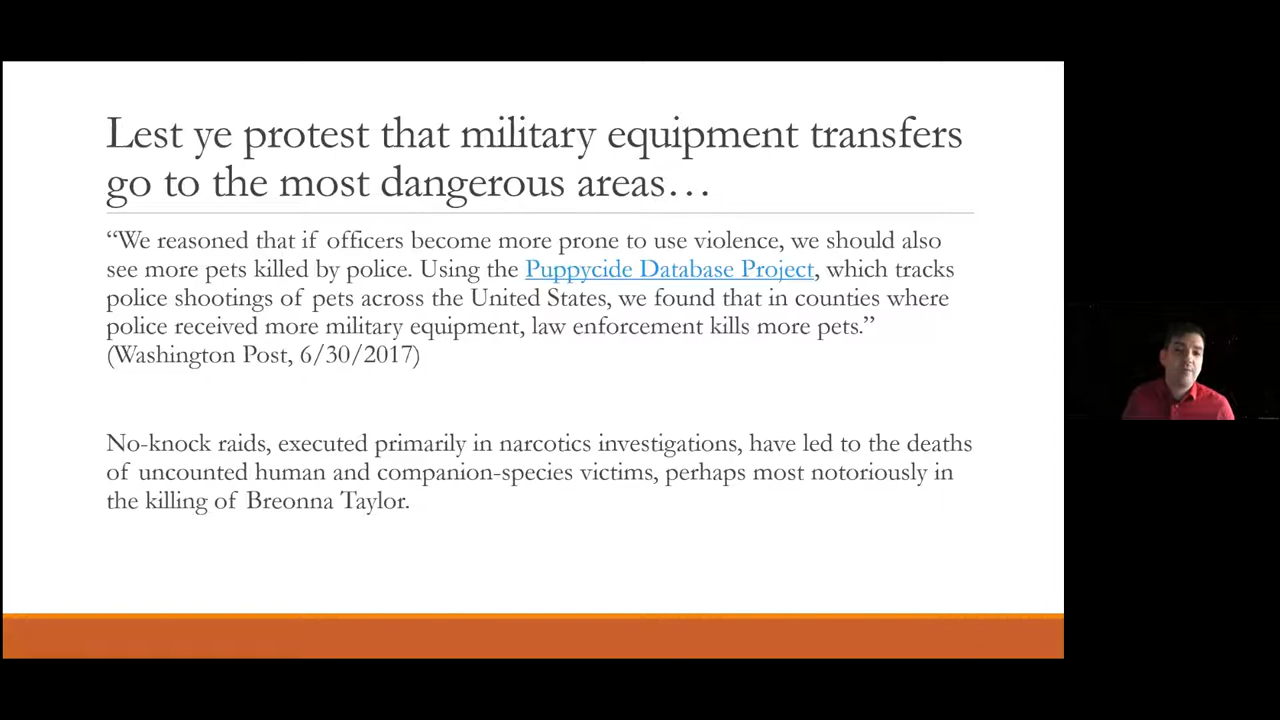 Lest ye protest that military equipment transfers
go to the most dangerous areas…
“We reasoned that if officers become more prone to use violence, we should also
see more pets killed by police. Using the Puppycide Database Project, which tracks
police shootings of pets across the United States, we found that in counties where
police received more military equipment, law enforcement kills more pets.”
(Washington Post, 6/30/2017)
No-knock raids, executed primarily in narcotics investigations, have led to the deaths
of uncounted human and companion-species victims, perhaps most notoriously in
the killing of Breonna Taylor.